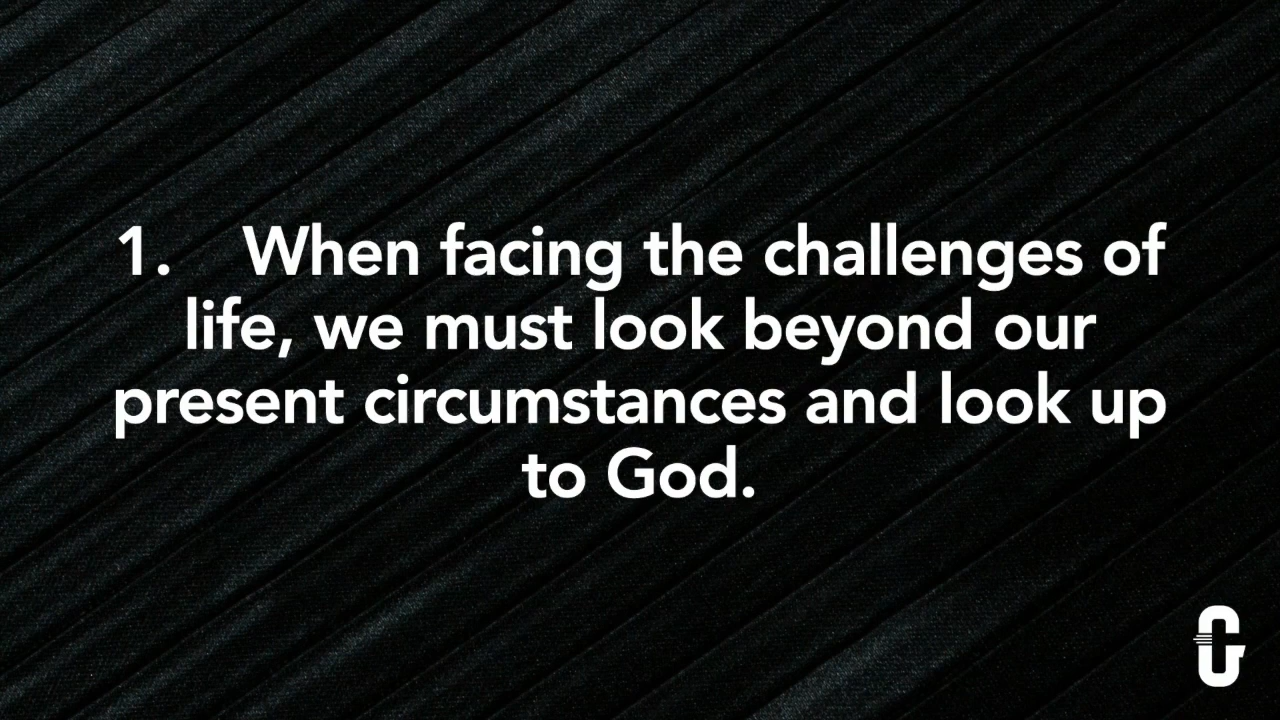 1. When facing the challenges of
life, we must look beyond our
present circumstances and look up
to God.